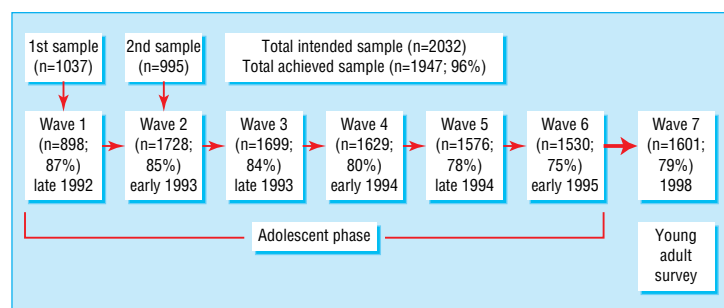 1st sample
(n=1037)
2nd sample
(n=995)
Total intended sample (n=2032)
Total achieved sample (n=1947; 96%)
Wave 1
(n=898;
87%)
late 1992
Wave 2
(n=1728;
85%)
early 1993
Wave 3
(n=1699;
84%)
late 1993
Wave 4
(n=1629;
80%)
early 1994
Wave 5
(n=1576;
78%)
late 1994
Wave 6
(n=1530;
75%)
early 1995
Wave 7
(n=1601;
79%)
1998
Adolescent phase
Young
adult
survey